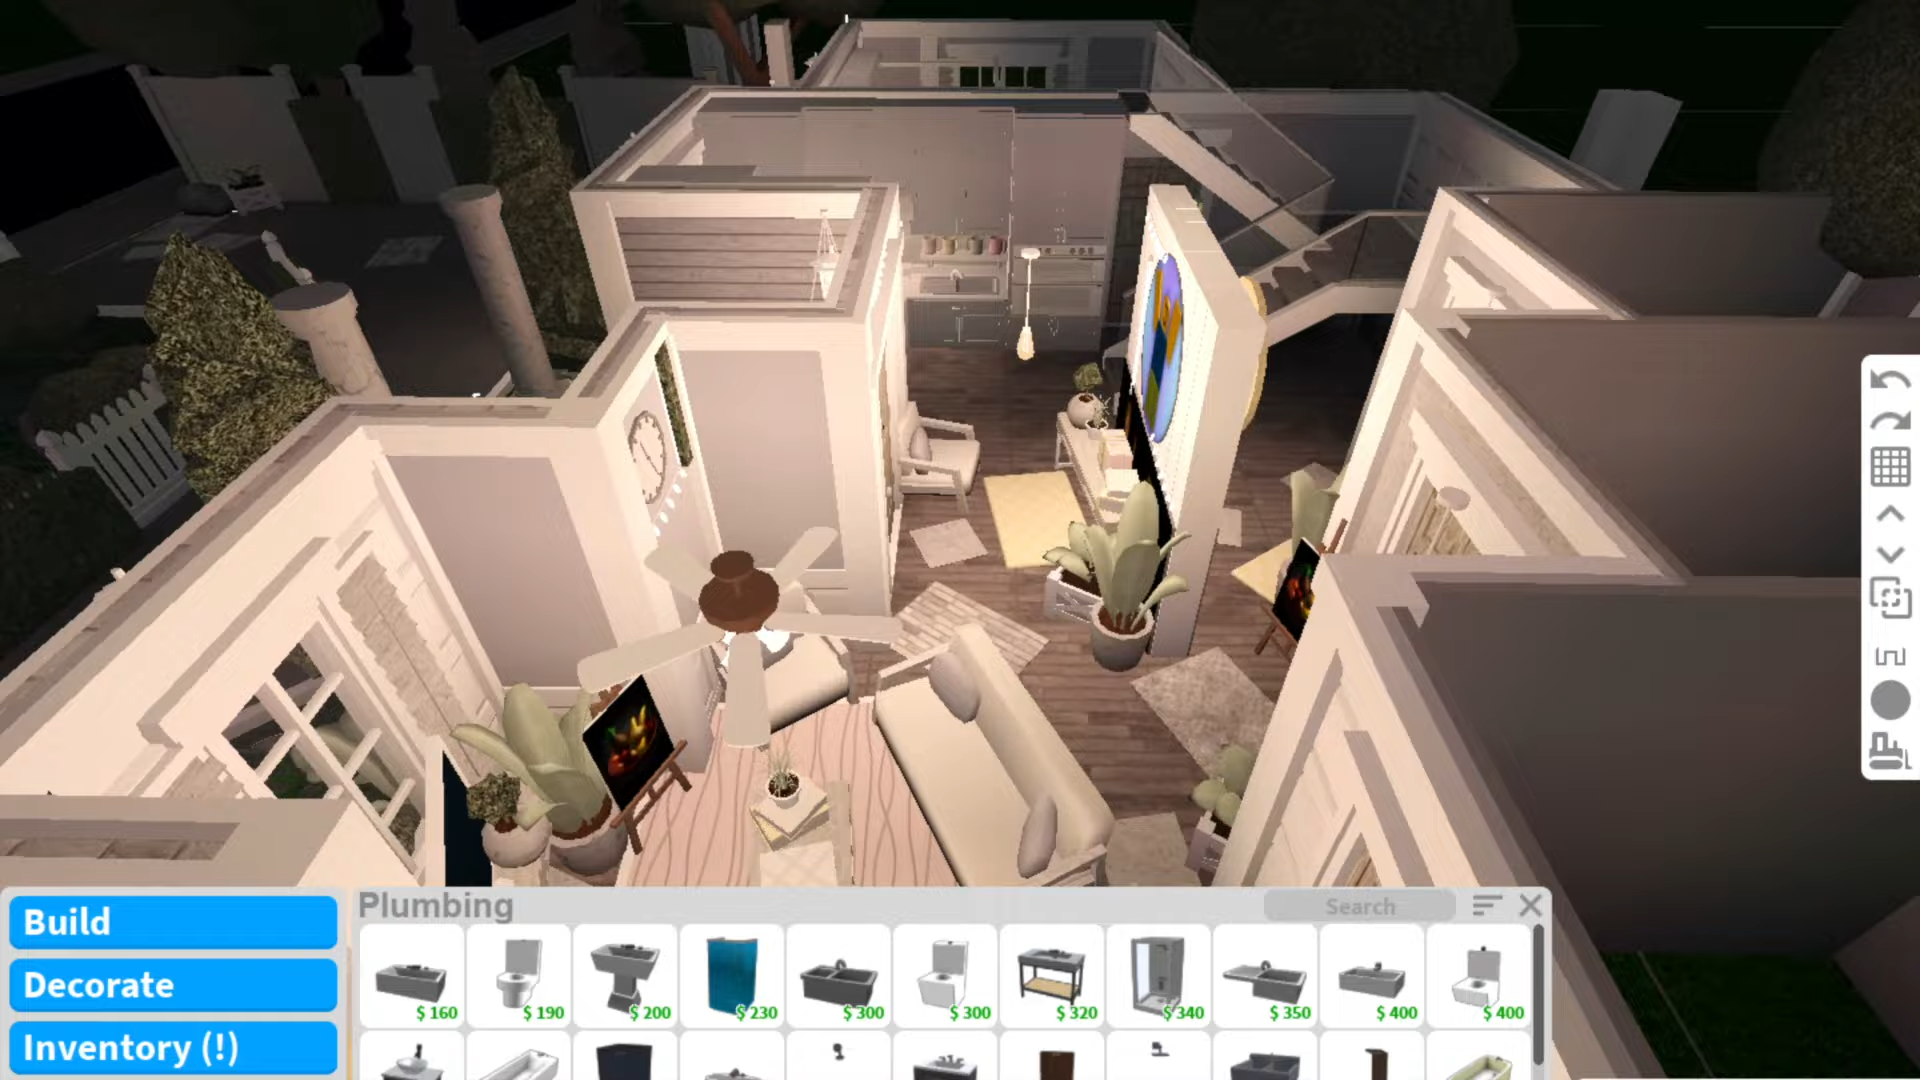 Plumbing
Search
Build
Decorate
Inventory (!)
$ 160
$ 190
$ 200
$ 230
$ 300
$ 300
$ 320
$ 340
$ 350
$ 400
$ 400